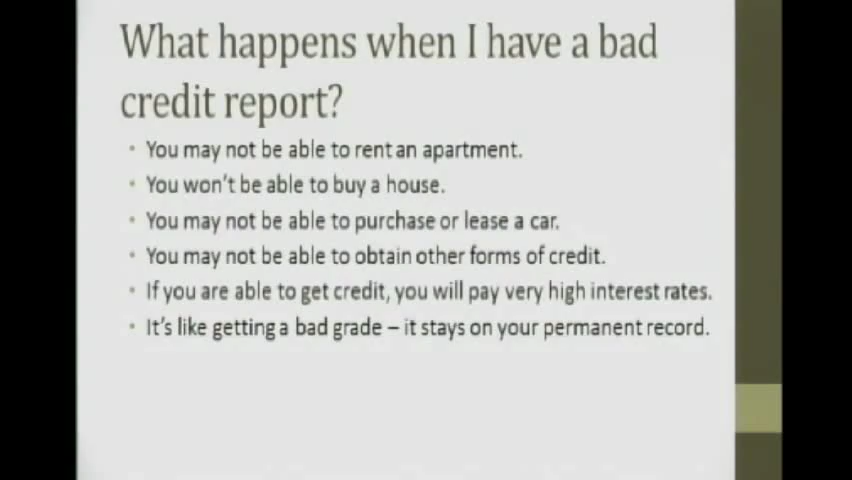 What happens when I have a bad
credit report?
• You may not be able to rent an apartment.
• You won't be able to buy a house.
• You may not be able to purchase or lease a car.
• You may not be able to obtain other forms of credit.
• If you are able to get credit, you will pay very high interest rates.
• It's like getting a bad grade – it stays on your permanent record.